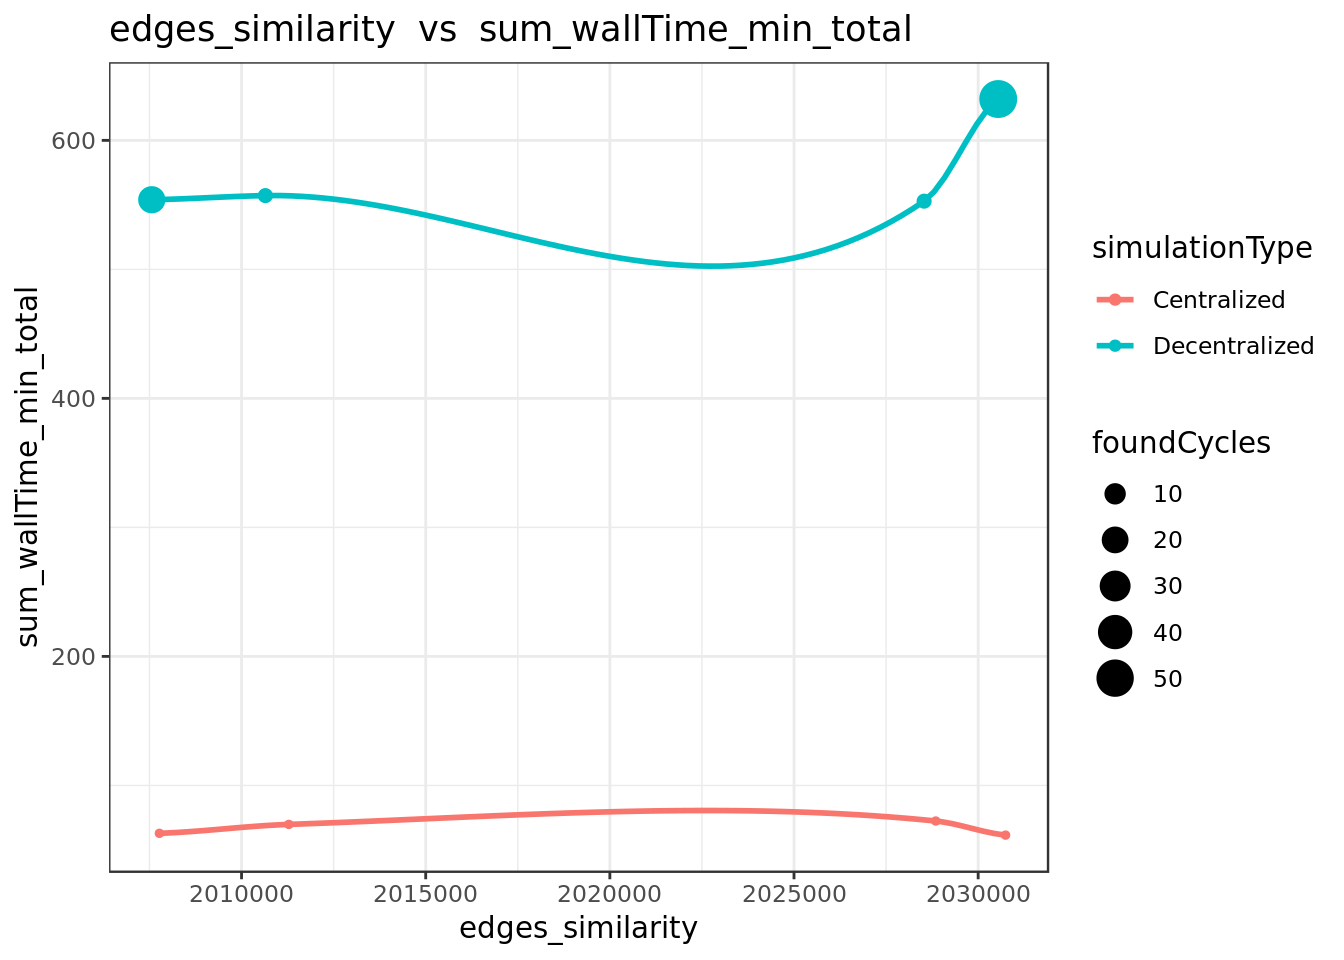 edges_similarity vs sum_wallTime_min_total
sum_wallTime_min_total
600
400
200
2010000
2015000
2020000
2025000
2030000
edges_similarity
simulationType
Centralized
Decentralized
foundCycles
10
20
30
40
50